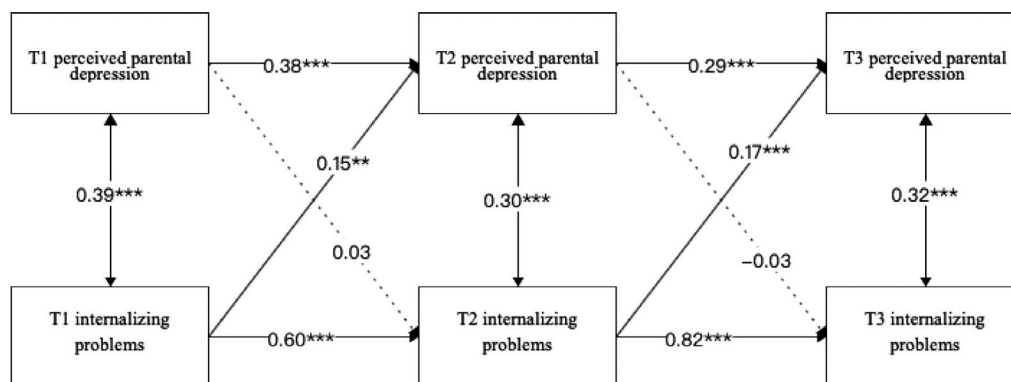 T1 perceived parental
depression
0.38***
T2 perceived parental
depression
0.29***
T3 perceived parental
depression
0.15**
0.17***
0.39***
0.30***
0.32***
0.03
−0.03
T1 internalizing
problems
0.60***
T2 internalizing
problems
0.82***
T3 internalizing
problems